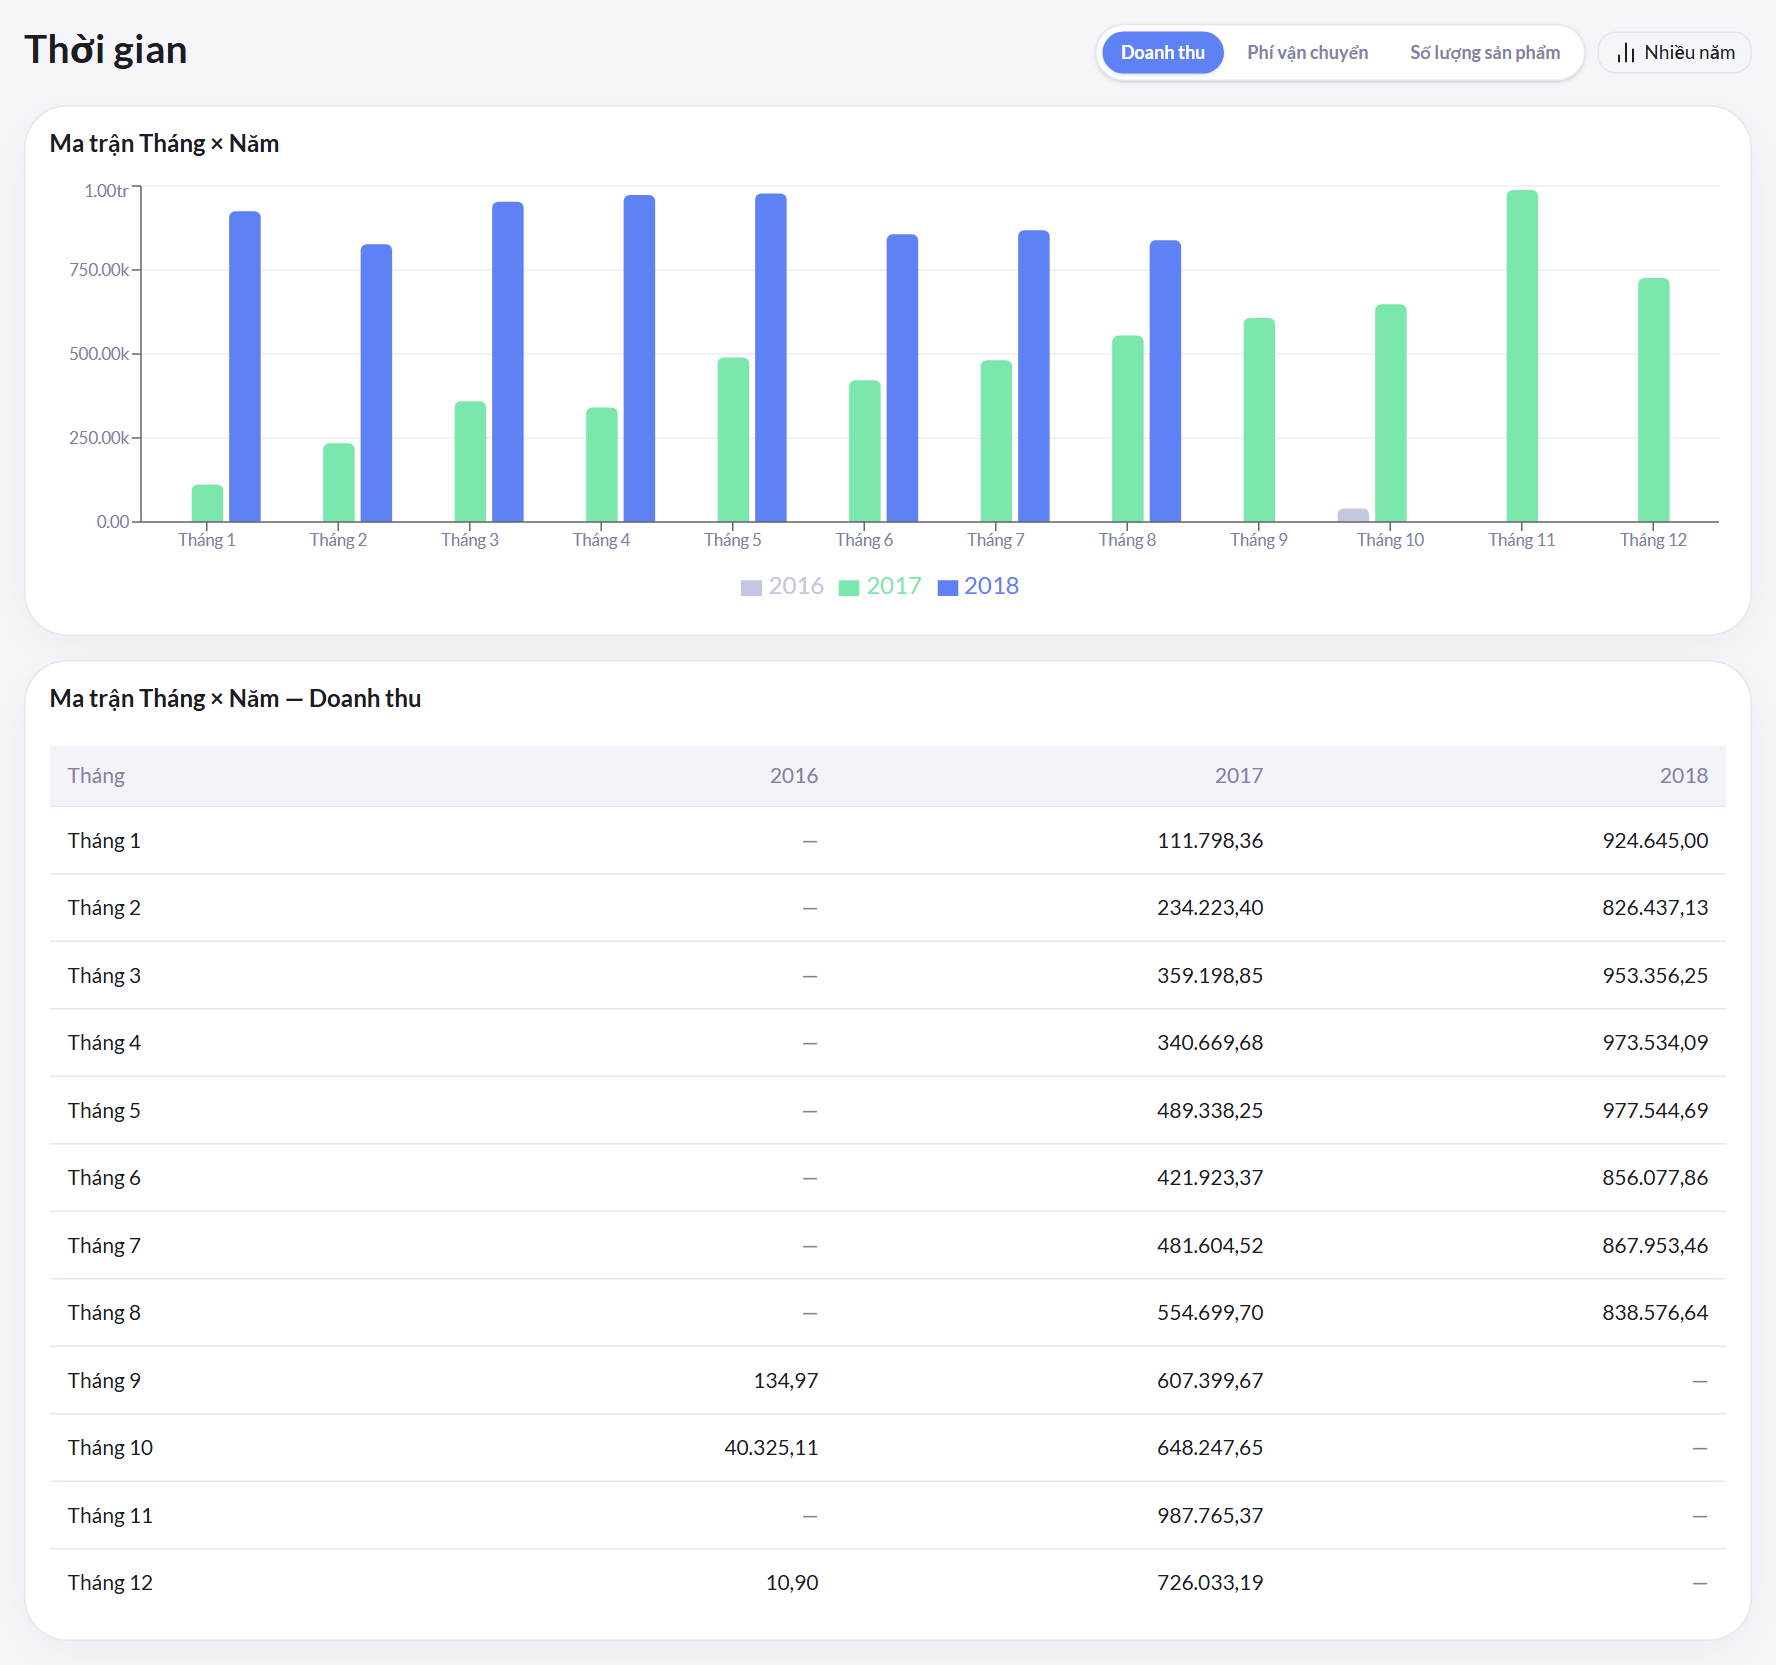 Thời gian
Doanh thu Phí vận chuyển Số lượng sản phẩm Nhiều năm
Ma trận Tháng × Năm
1.00tr
750.00k
500.00k
250.00k
0.00
Tháng 1 Tháng 2 Tháng 3 Tháng 4 Tháng 5 Tháng 6 Tháng 7 Tháng 8 Tháng 9 Tháng 10 Tháng 11 Tháng 12
2016 2017 2018
Ma trận Tháng × Năm — Doanh thu
Tháng 2016 2017 2018
Tháng 1 — 111.798,36 924.645,00
Tháng 2 — 234.223,40 826.437,13
Tháng 3 — 359.198,85 953.356,25
Tháng 4 — 340.669,68 973.534,09
Tháng 5 — 489.338,25 977.544,69
Tháng 6 — 421.923,37 856.077,86
Tháng 7 — 481.604,52 867.953,46
Tháng 8 — 554.699,70 838.576,64
Tháng 9 134,97 607.399,67 —
Tháng 10 40.325,11 648.247,65 —
Tháng 11 — 987.765,37 —
Tháng 12 10,90 726.033,19 —